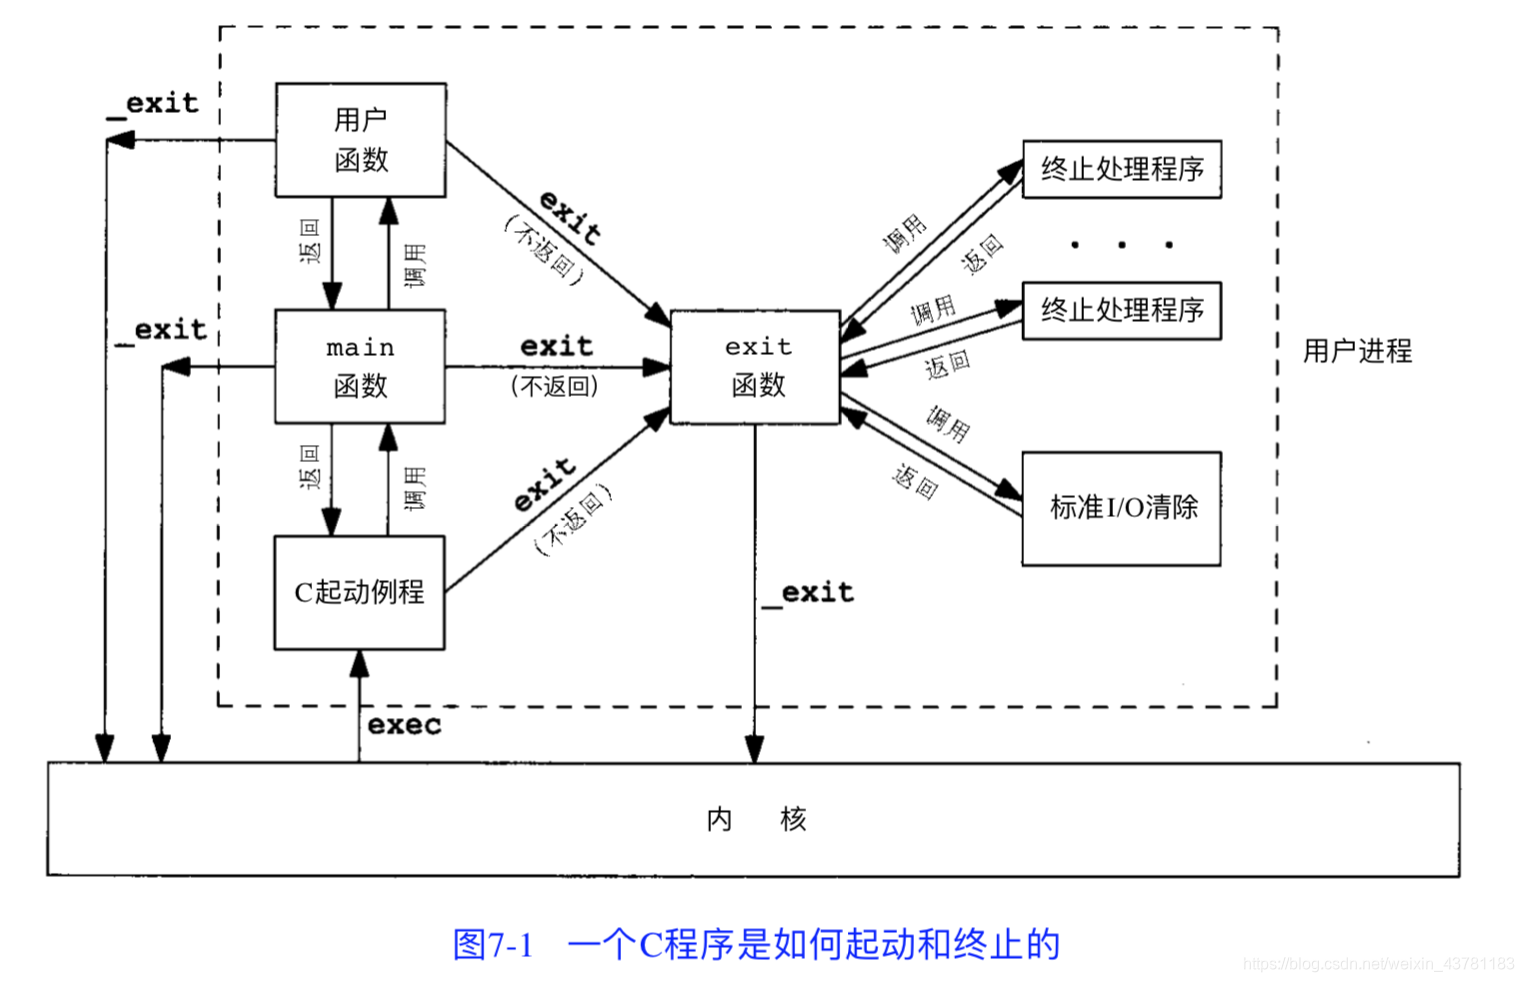 _exit
用户
函数
exit
(不返回)
返回
调用
_exit
main
函数
exit
(不返回)
exit
函数
调用
返回
终止处理程序
. . .
调用
返回
终止处理程序
用户进程
调用
返回
标准I/O清除
返回
调用
exit
(不返回)
C起动例程
_exit
exec
内 核
图7-1 一个C程序是如何起动和终止的
https://blog.csdn.net/weixin_43781183